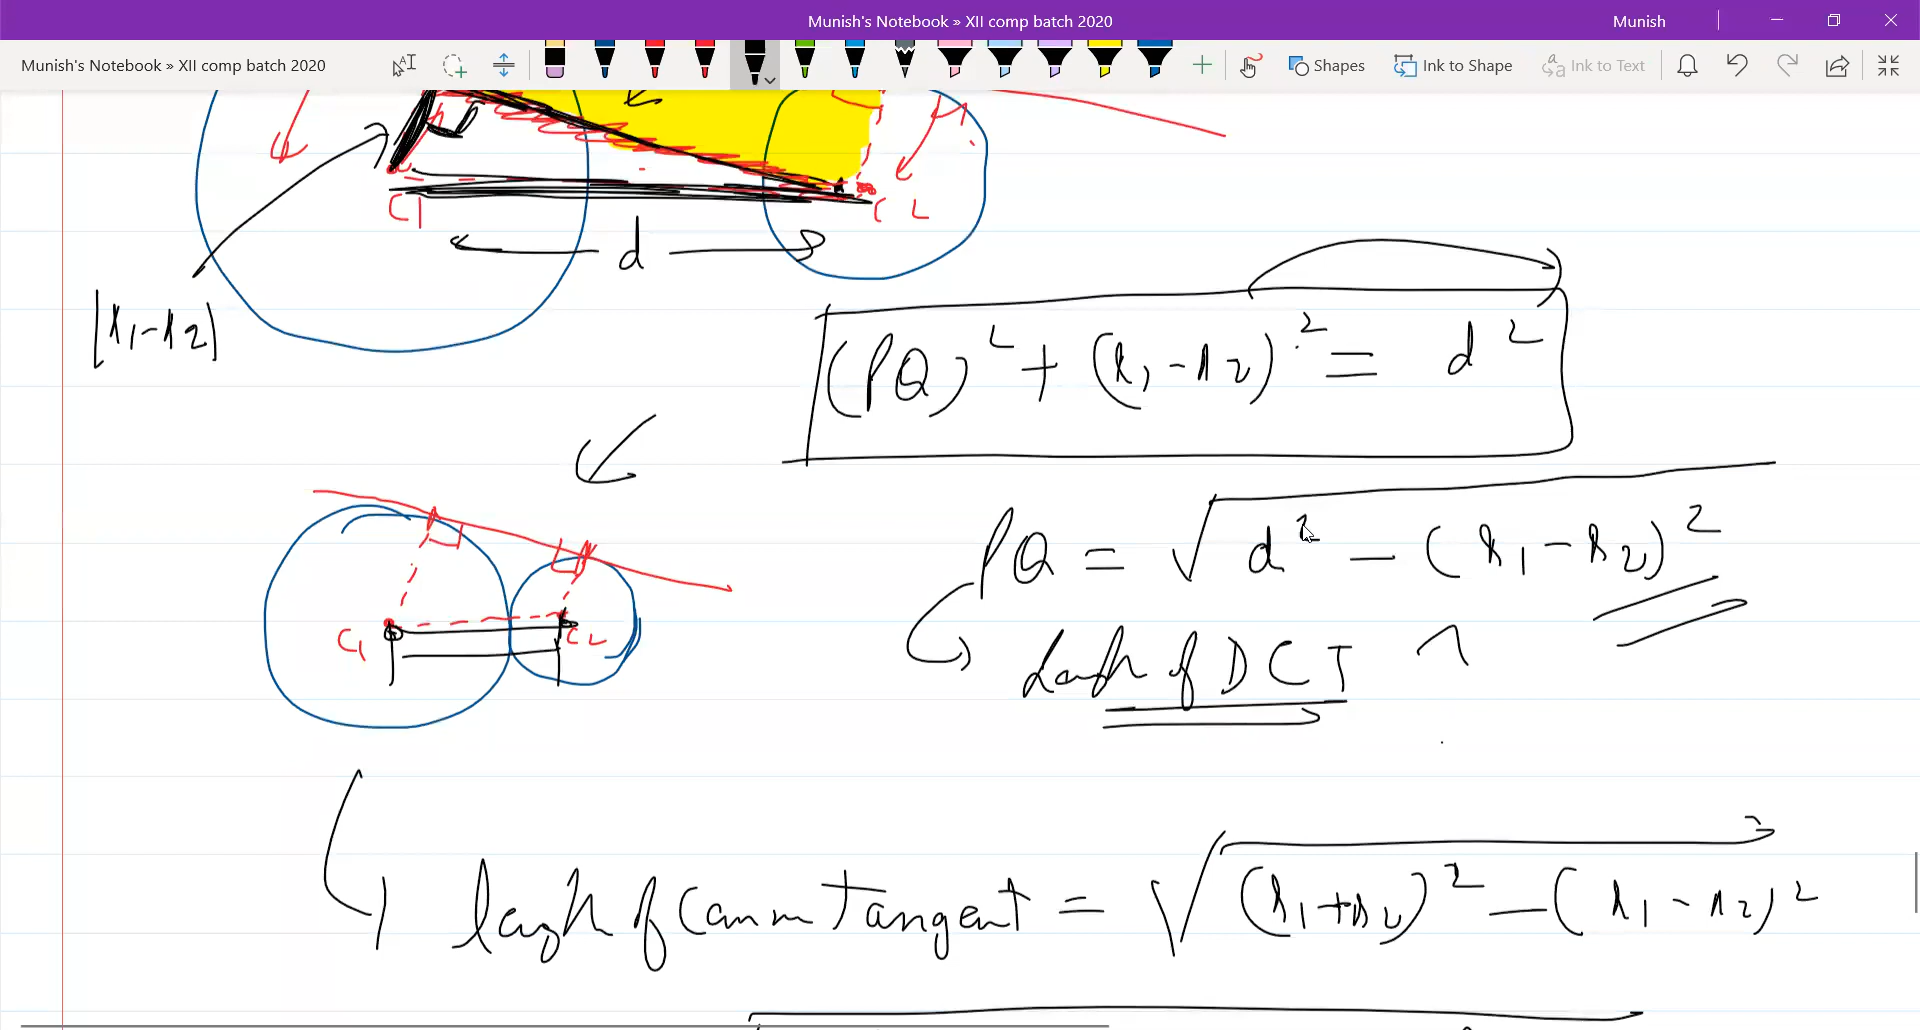 Munish's Notebook » XII comp batch 2020
Munish
Munish's Notebook » XII comp batch 2020
Shapes
Ink to Shape
Ink to Text
C1 C2
d
|r1-r2|
(PQ)² + (r1-r2)² = d²
PQ = √d² - (r1-r2)²
C1 C2
Length of DCT
length of Common Tangent = √(r1+r2)² - (r1-r2)²